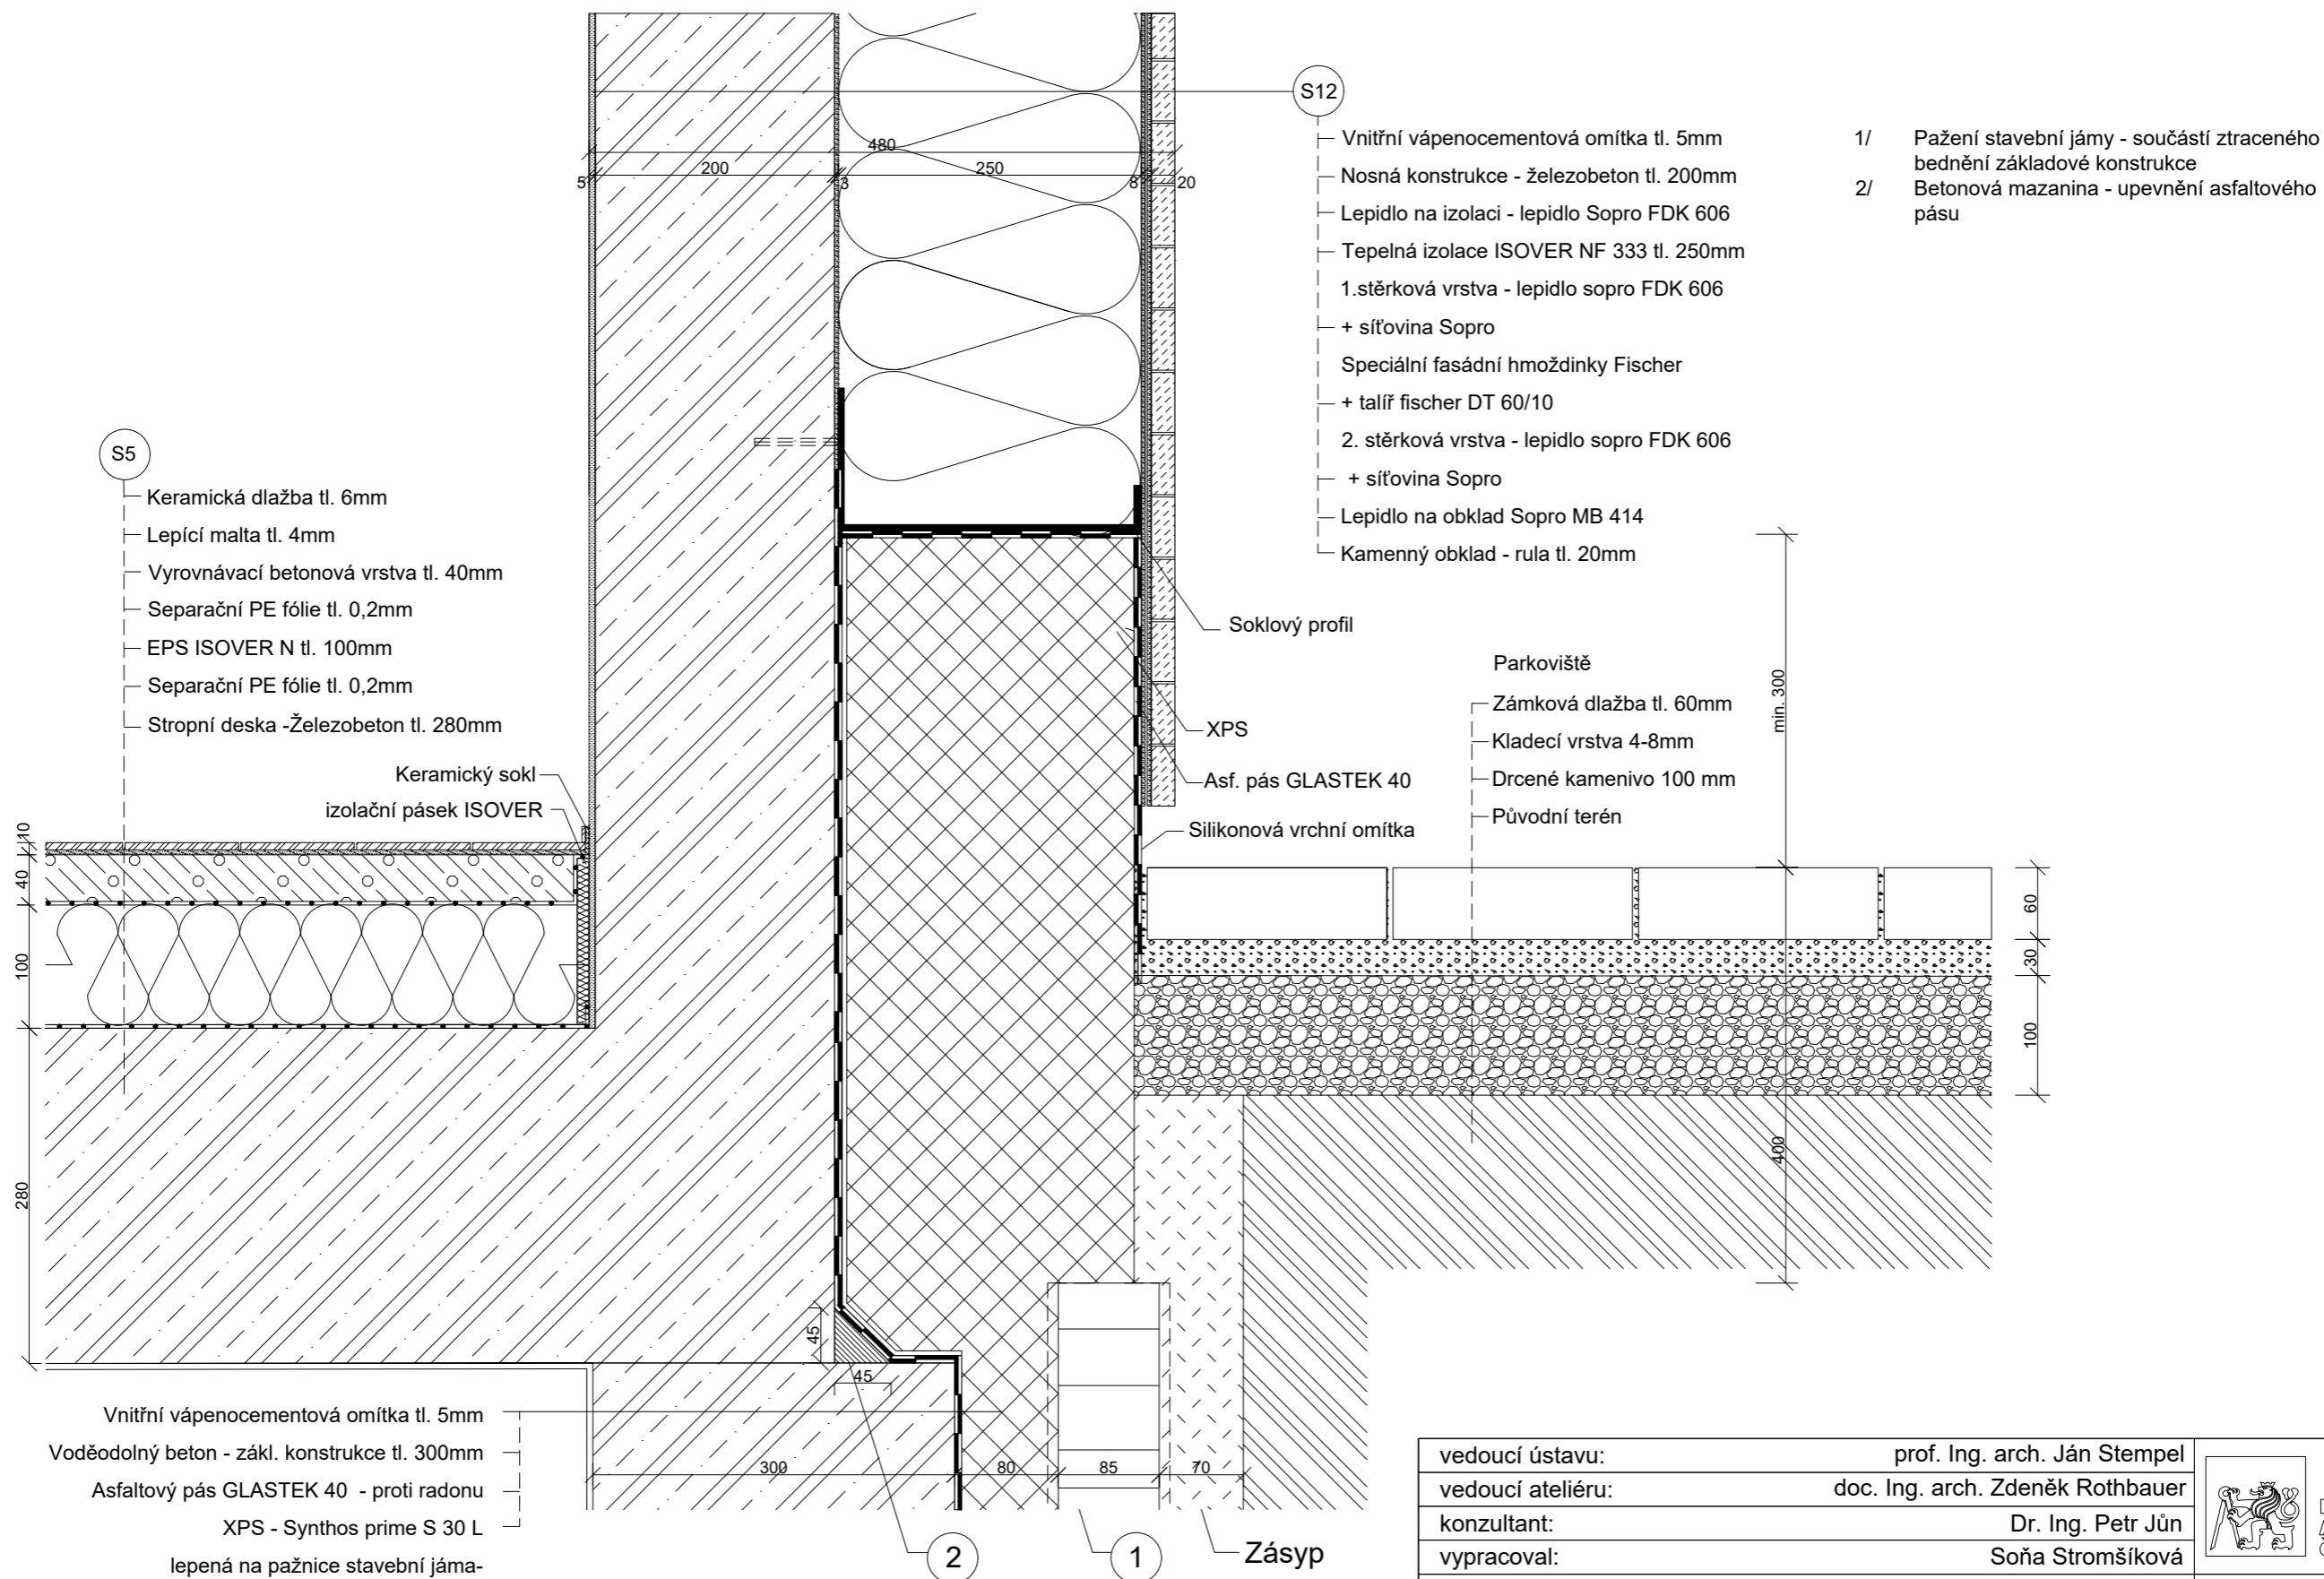 S12
Vnitřní vápenocementová omítka tl. 5mm
Nosná konstrukce - železobeton tl. 200mm
Lepidlo na izolaci - lepidlo Sopro FDK 606
Tepelná izolace ISOVER NF 333 tl. 250mm
1.stěrková vrstva - lepidlo sopro FDK 606
+ síťovina Sopro
Speciální fasádní hmoždinky Fischer
+ talíř fischer DT 60/10
2. stěrková vrstva - lepidlo sopro FDK 606
+ síťovina Sopro
Lepidlo na obklad Sopro MB 414
Kamenný obklad - rula tl. 20mm
1/ Pažení stavební jámy - součástí ztraceného
bednění základové konstrukce
2/ Betonová mazanina - upevnění asfaltového
pásu
480
5 200 3 250 8 20
S5
Keramická dlažba tl. 6mm
Lepící malta tl. 4mm
Vyrovnávací betonová vrstva tl. 40mm
Separační PE fólie tl. 0,2mm
EPS ISOVER N tl. 100mm
Separační PE fólie tl. 0,2mm
Stropní deska -Železobeton tl. 280mm
Keramický sokl
izolační pásek ISOVER
Soklový profil
XPS
Asf. pás GLASTEK 40
Silikonová vrchní omítka
Parkoviště
Zámková dlažba tl. 60mm
Kladecí vrstva 4-8mm
Drcené kamenivo 100 mm
Původní terén
min. 300
400
60
30
100
10
40
100
280
45
45
Vnitřní vápenocementová omítka tl. 5mm
Voděodolný beton - zákl. konstrukce tl. 300mm
Asfaltový pás GLASTEK 40 - proti radonu
XPS - Synthos prime S 30 L
lepená na pažnice stavební jáma-
300 80 85 70
2
1
Zásyp
vedoucí ústavu: prof. Ing. arch. Ján Stempel
vedoucí ateliéru: doc. Ing. arch. Zdeněk Rothbauer
konzultant: Dr. Ing. Petr Jůn
vypracoval: Soňa Stromšíková